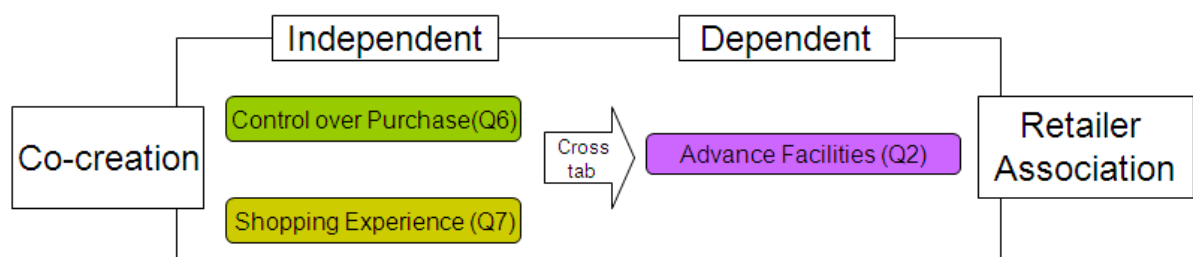 Independent
Dependent
Co-creation
Control over Purchase(Q6)
Shopping Experience (Q7)
Cross
tab
Advance Facilities (Q2)
Retailer
Association